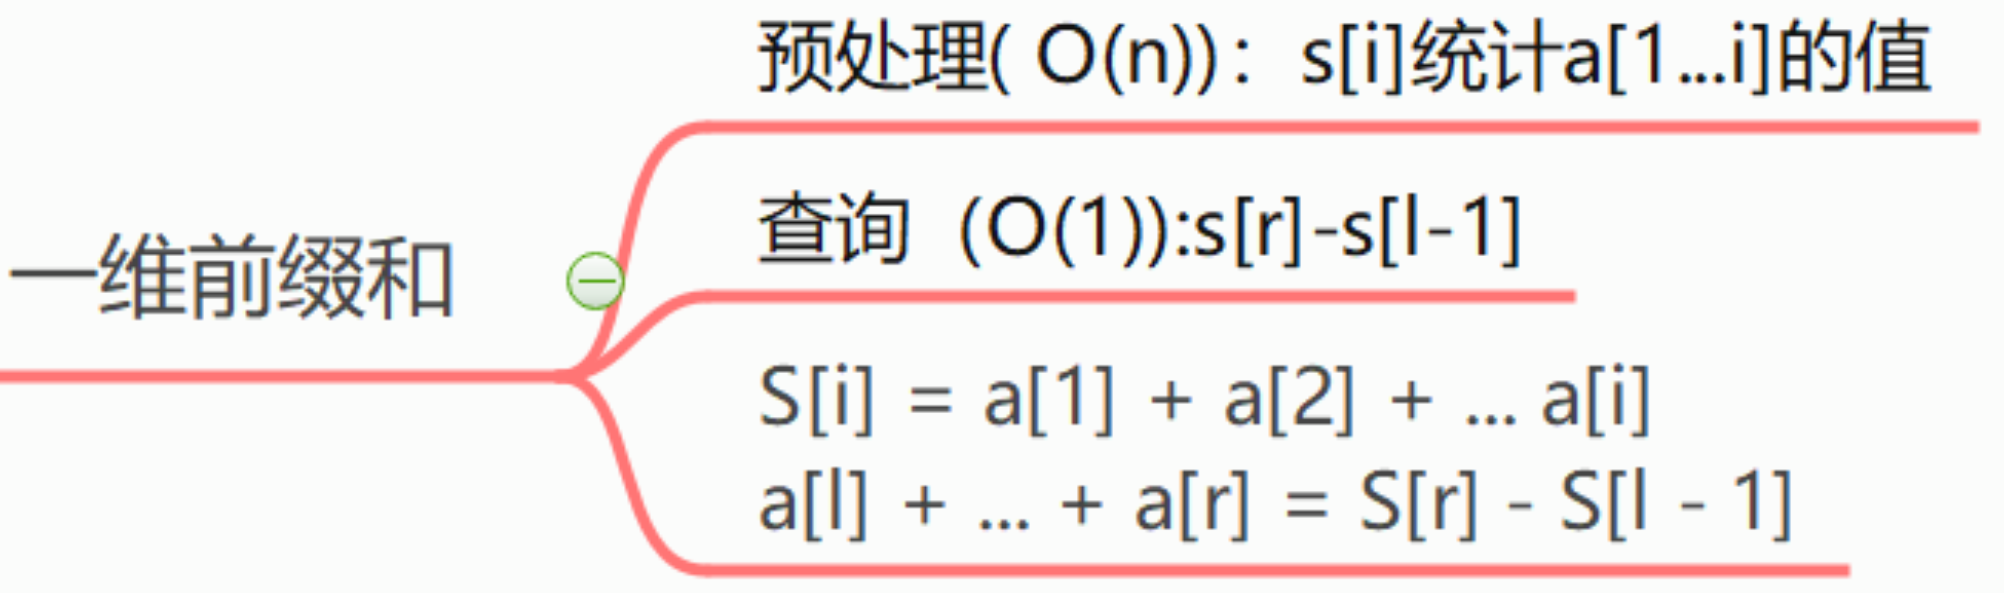 预处理( O(n))：s[i]统计a[1...i]的值
查询（O(1)):s[r]-s[l-1]
一维前缀和
S[i] = a[1] + a[2] + ... a[i]
a[l] + ... + a[r] = S[r] - S[l - 1]